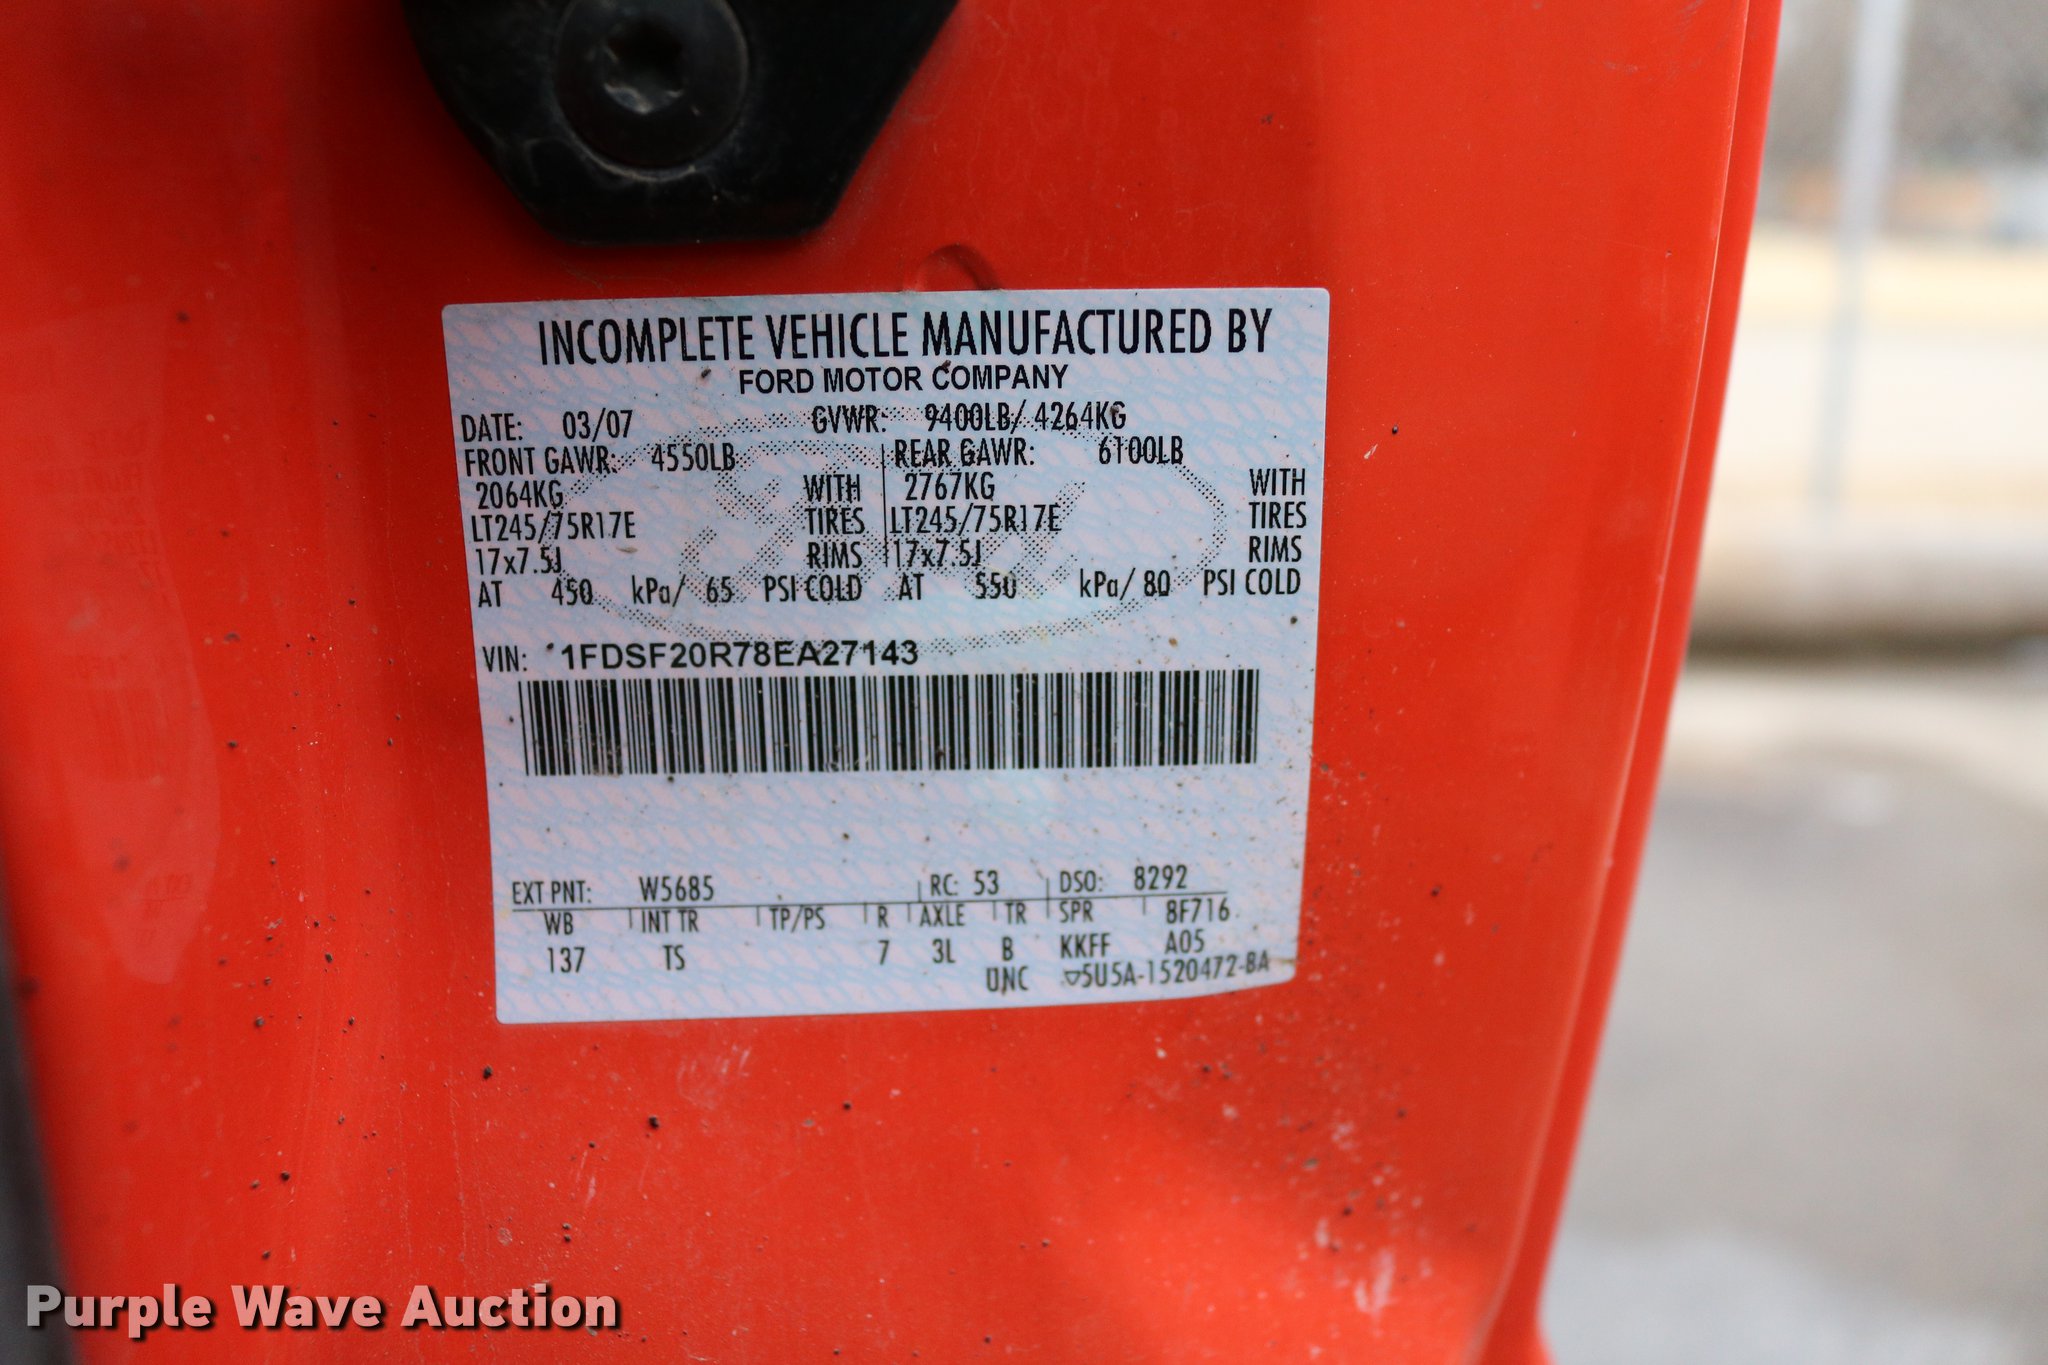 INCOMPLETE VEHICLE MANUFACTURED BY
FORD MOTOR COMPANY
DATE: 03/07 GVWR: 9400LB/ 4264KG
FRONT GAWR: 4550LB REAR GAWR: 6100LB
2064KG WITH 2767KG WITH
LT245/75R17E TIRES LT245/75R17E TIRES
17x7.5J RIMS 17x7.5J RIMS
AT 450 kPa/ 65 PSI COLD AT 550 kPa/ 80 PSI COLD
VIN: 1FDSF20R78EA27143
EXT PNT: W5685 RC: 53 DSO: 8292
WB INT TR TP/PS R AXLE TR SPR 8F716
137 TS 7 3L B KKFF A05
UNC ▽5U5A-1520472-BA
Purple Wave Auction